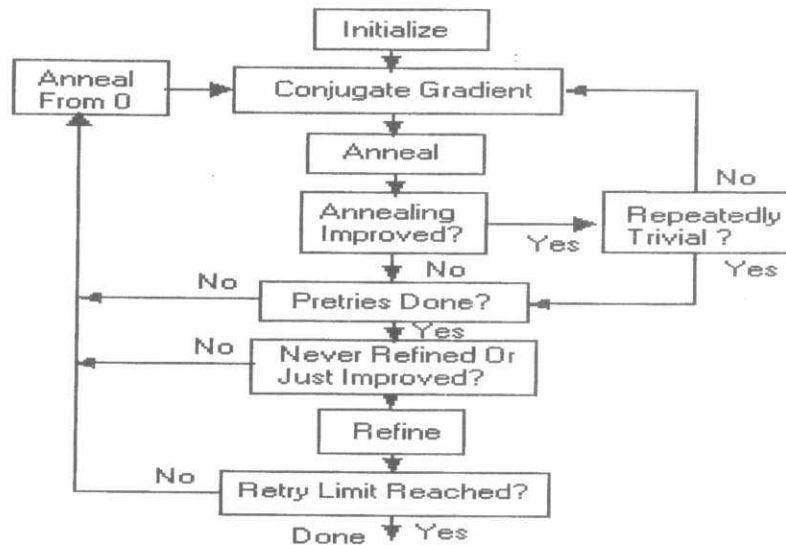 Initialize
Anneal
From 0
Conjugate Gradient
Anneal
No
Annealing
Improved?
Yes
Repeatedly
Trivial ?
No
Yes
No
Pretries Done?
Yes
No
Never Refined Or
Just Improved?
Refine
No
Retry Limit Reached?
Done
Yes